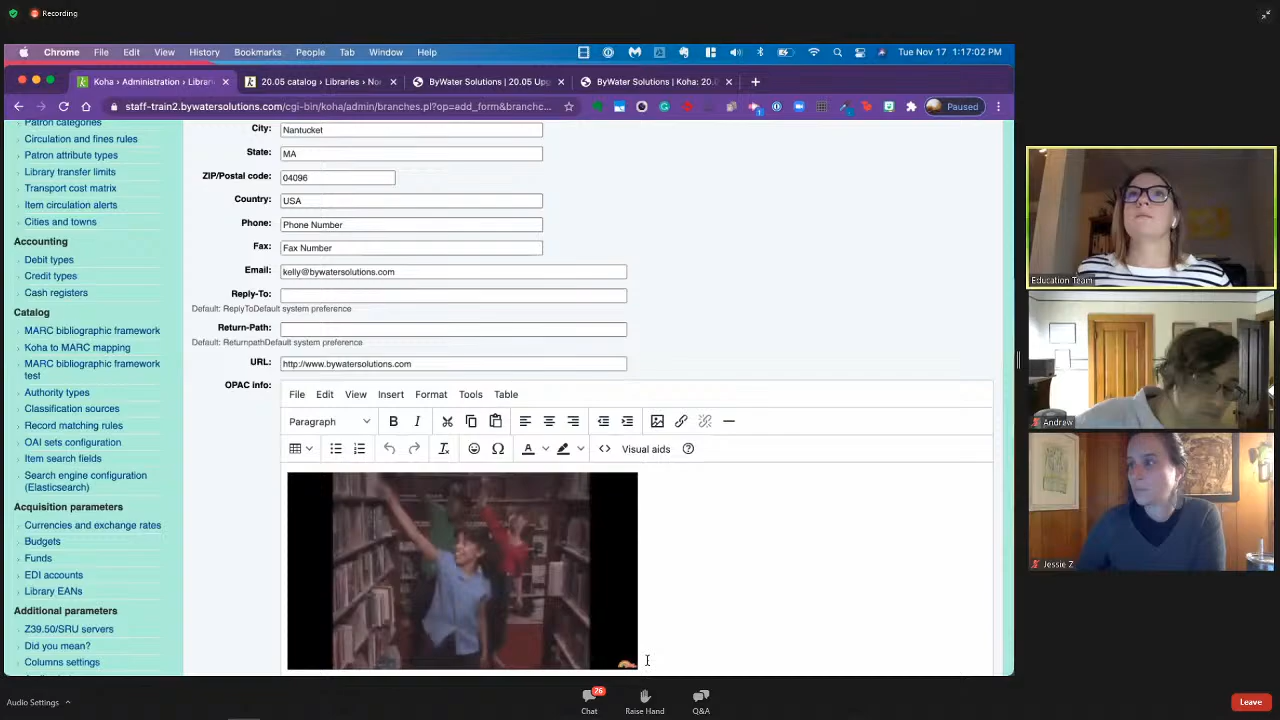 Recording
Chrome File Edit View History Bookmarks People Tab Window Help Tue Nov 17 1:17:02 PM
Koha › Administration › Librari × 20.05 catalog › Libraries › No × ByWater Solutions | 20.05 Upg × ByWater Solutions | Koha: 20.0 × +
staff-train2.bywatersolutions.com/cgi-bin/koha/admin/branches.pl?op=add_form&branchc... Paused
Patron categories
Circulation and fines rules
Patron attribute types
Library transfer limits
Transport cost matrix
Item circulation alerts
Cities and towns
Accounting
Debit types
Credit types
Cash registers
Catalog
MARC bibliographic framework
Koha to MARC mapping
MARC bibliographic framework
test
Authority types
Classification sources
Record matching rules
OAI sets configuration
Item search fields
Search engine configuration
(Elasticsearch)
Acquisition parameters
Currencies and exchange rates
Budgets
Funds
EDI accounts
Library EANs
Additional parameters
Z39.50/SRU servers
Did you mean?
Columns settings
City: Nantucket
State: MA
ZIP/Postal code: 04096
Country: USA
Phone: Phone Number
Fax: Fax Number
Email: kelly@bywatersolutions.com
Reply-To:
Default: ReplyToDefault system preference
Return-Path:
Default: ReturnpathDefault system preference
URL: http://www.bywatersolutions.com
OPAC info:
File Edit View Insert Format Tools Table
Paragraph B I
A Visual aids
Education Team
Andrew
Jessie Z
Audio Settings
26
Chat Raise Hand Q&A
Leave